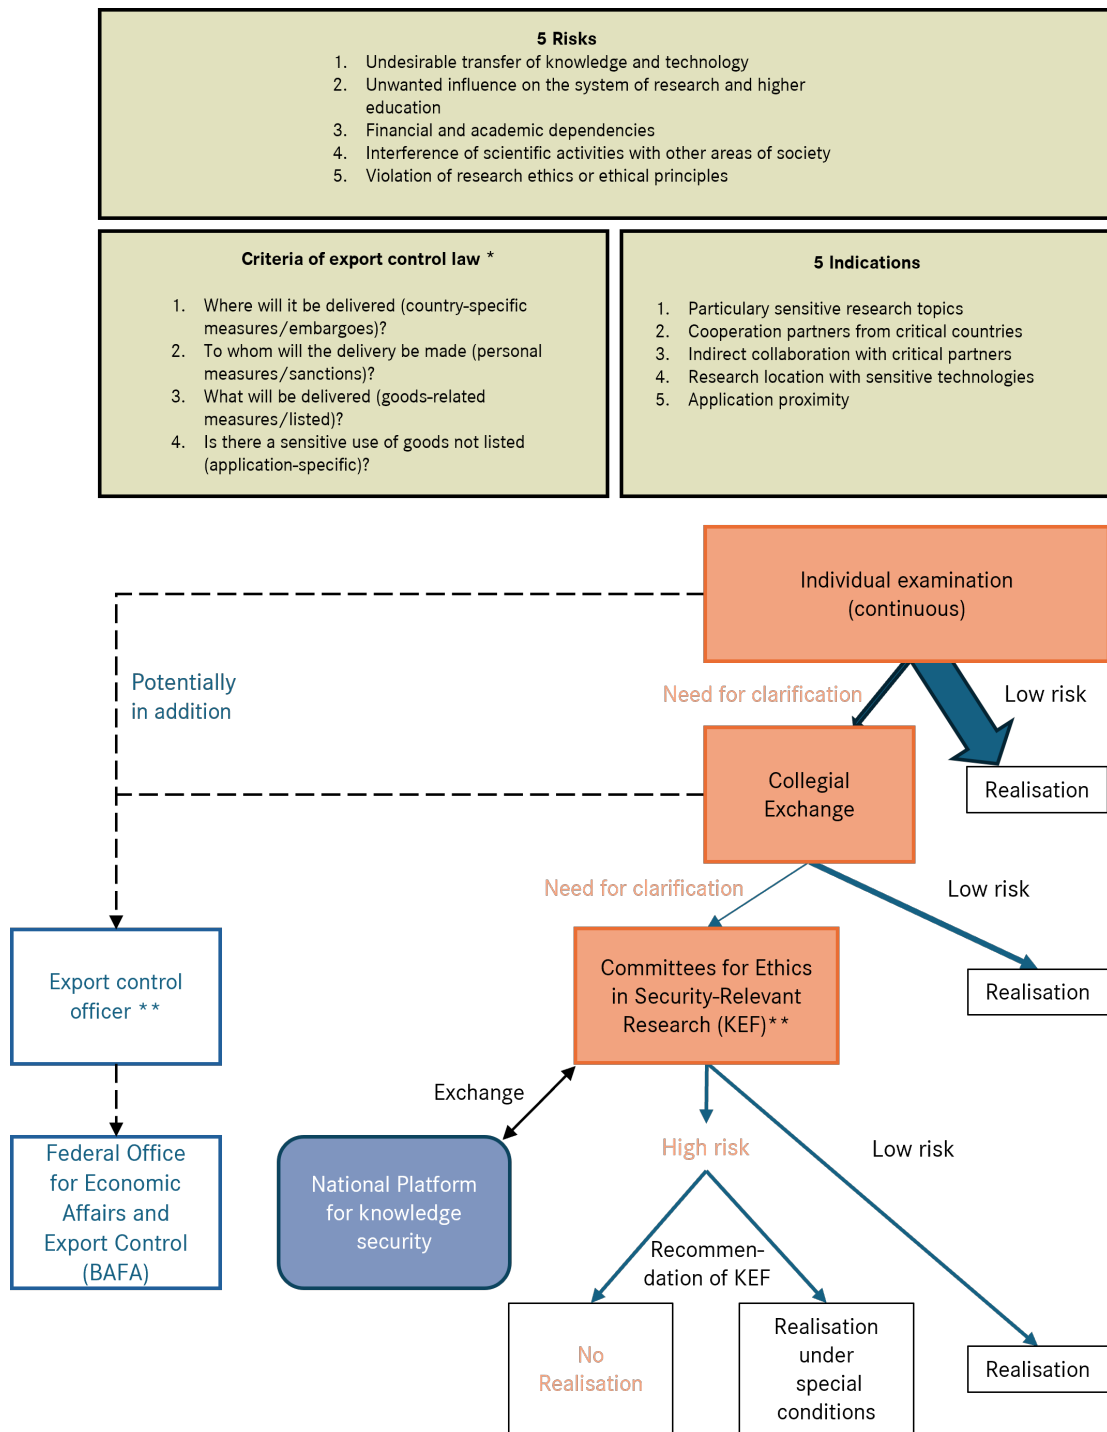 5 Risks
1. Undesirable transfer of knowledge and technology
2. Unwanted influence on the system of research and higher
education
3. Financial and academic dependencies
4. Interference of scientific activities with other areas of society
5. Violation of research ethics or ethical principles
Criteria of export control law *
1. Where will it be delivered (country-specific
measures/embargoes)?
2. To whom will the delivery be made (personal
measures/sanctions)?
3. What will be delivered (goods-related
measures/listed)?
4. Is there a sensitive use of goods not listed
(application-specific)?
5 Indications
1. Particulary sensitive research topics
2. Cooperation partners from critical countries
3. Indirect collaboration with critical partners
4. Research location with sensitive technologies
5. Application proximity
Individual examination
(continuous)
Potentially
in addition
Need for clarification
Low risk
Collegial
Exchange
Realisation
Need for clarification
Low risk
Export control
officer **
Committees for Ethics
in Security-Relevant
Research (KEF)**
Realisation
Exchange
High risk
Low risk
Federal Office
for Economic
Affairs and
Export Control
(BAFA)
National Platform
for knowledge
security
Recommen-
dation of KEF
No
Realisation
Realisation
under
special
conditions
Realisation